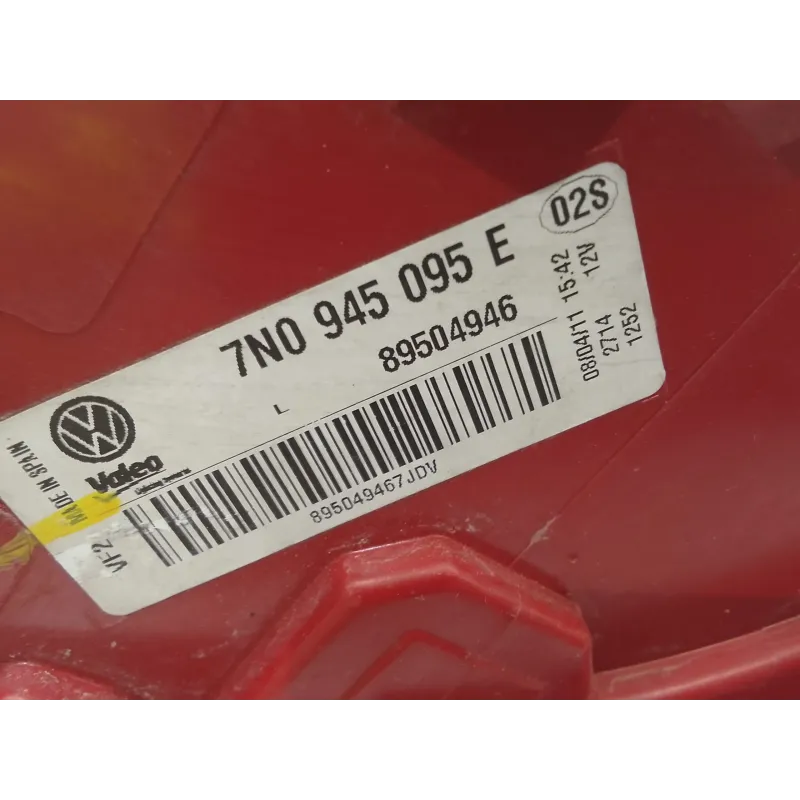 02S
7N0 945 095 E
89504946
L
08/04/11 15:42
2714 12V
1252
Valeo
MADE IN SPAIN
VF2
895049467JDV